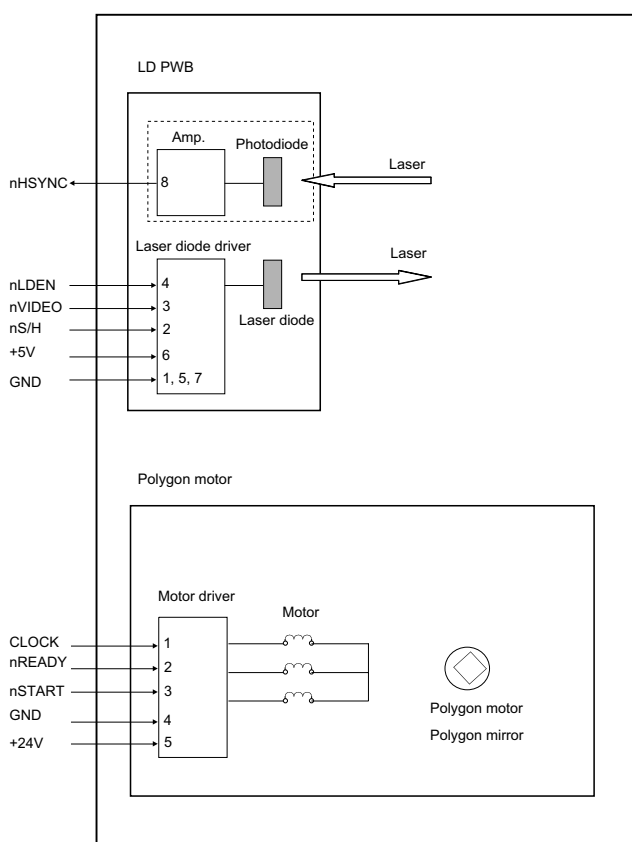 LD PWB
Amp.
Photodiode
Laser
nHSYNC
8
Laser diode driver
Laser
nLDEN
4
nVIDEO
3
nS/H
2
Laser diode
+5V
6
GND
1, 5, 7
Polygon motor
Motor driver
Motor
CLOCK
1
nREADY
2
nSTART
3
GND
4
+24V
5
Polygon motor
Polygon mirror